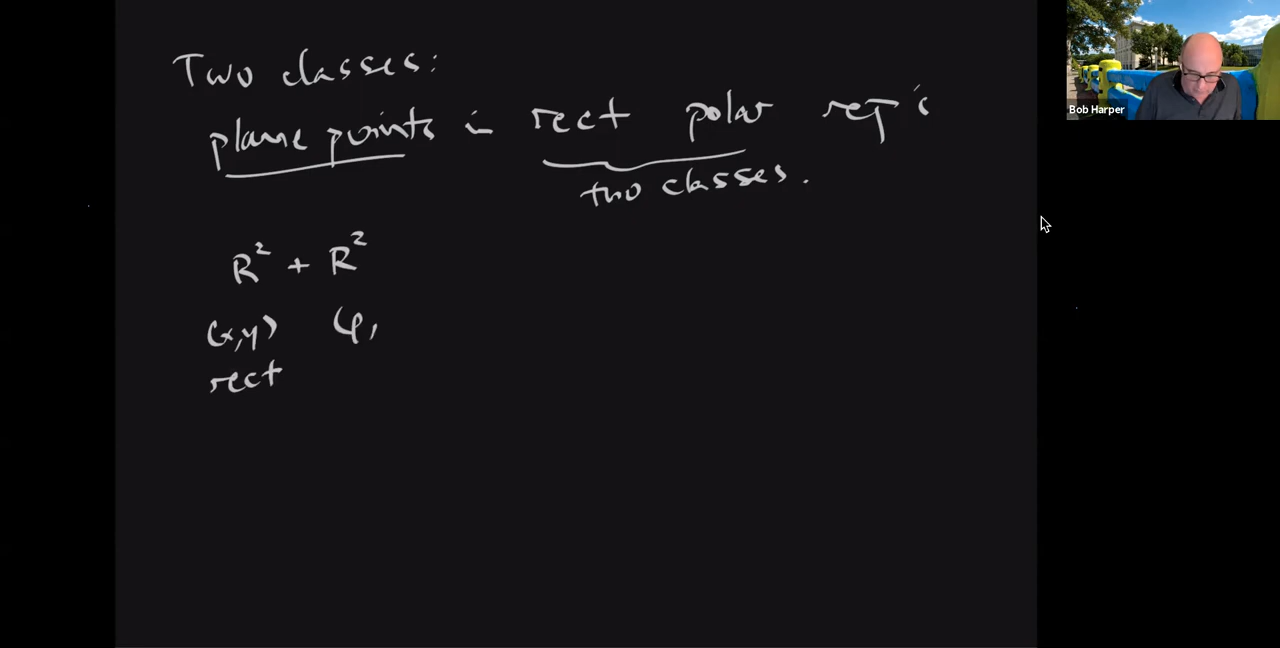 Two classes:
plane points in rect polar rep'
two classes.
R² + R²
(x,y) (φ,
rect
Bob Harper